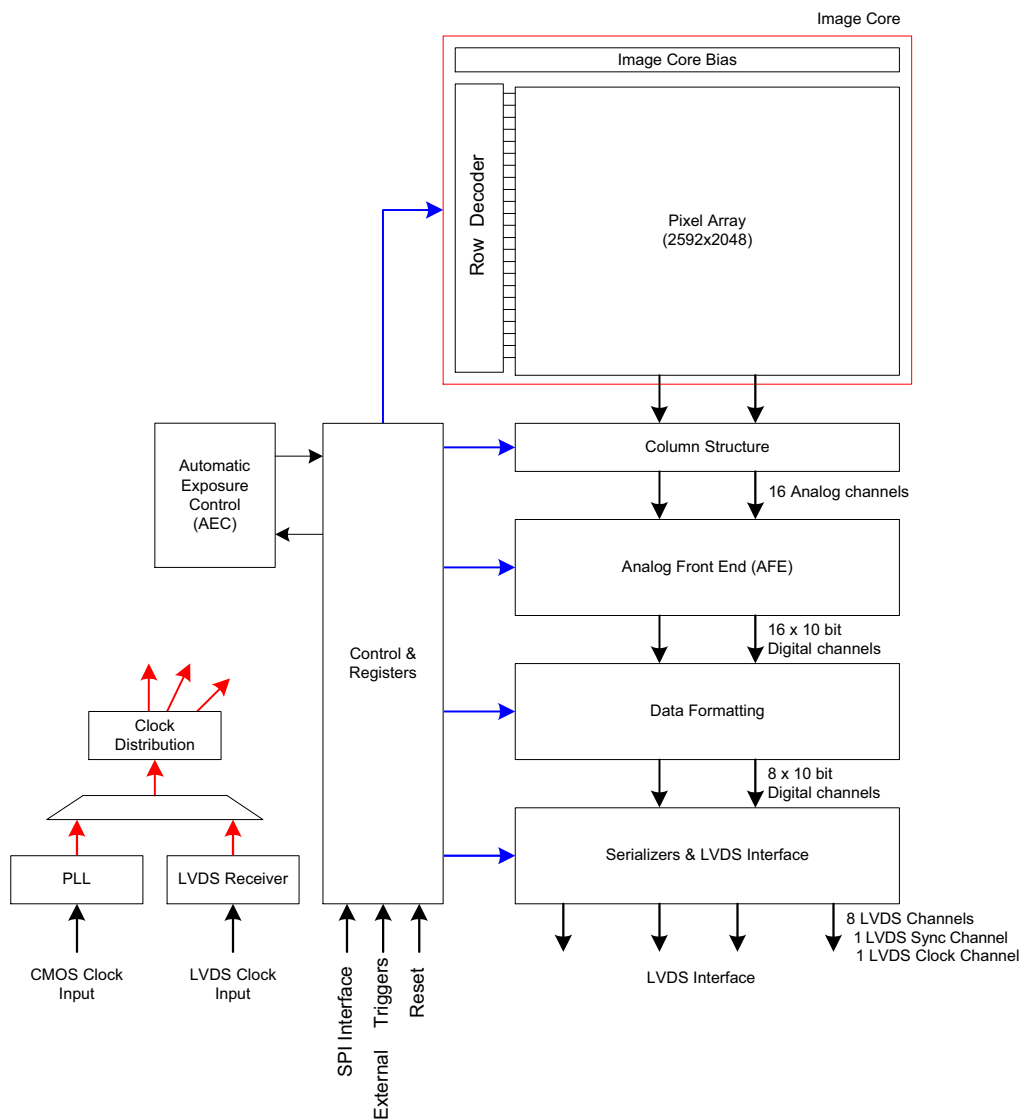 Image Core
Image Core Bias
Row Decoder
Pixel Array
(2592x2048)
Column Structure
16 Analog channels
Automatic
Exposure
Control
(AEC)
Analog Front End (AFE)
16 x 10 bit
Digital channels
Control &
Registers
Data Formatting
Clock
Distribution
8 x 10 bit
Digital channels
Serializers & LVDS Interface
PLL
LVDS Receiver
8 LVDS Channels
1 LVDS Sync Channel
1 LVDS Clock Channel
LVDS Interface
CMOS Clock
Input
LVDS Clock
Input
SPI Interface
External Triggers
Reset